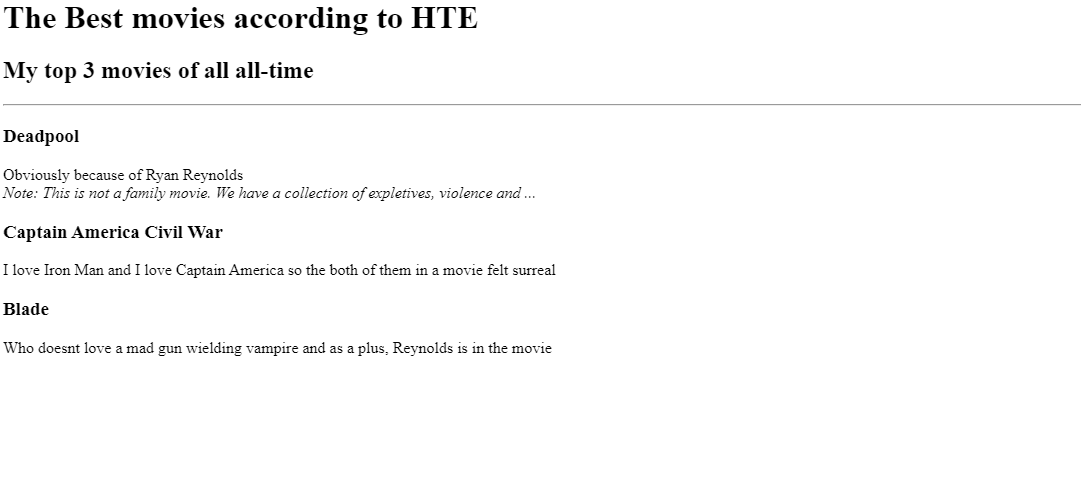 The Best movies according to HTE
My top 3 movies of all all-time
Deadpool
Obviously because of Ryan Reynolds
Note: This is not a family movie. We have a collection of expletives, violence and ...
Captain America Civil War
I love Iron Man and I love Captain America so the both of them in a movie felt surreal
Blade
Who doesnt love a mad gun wielding vampire and as a plus, Reynolds is in the movie